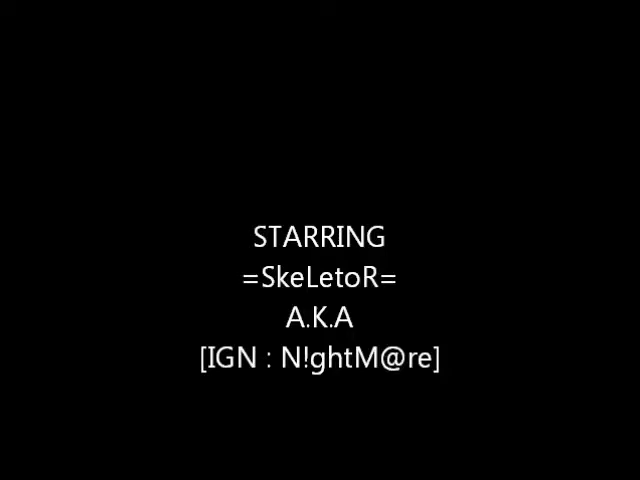 STARRING
=SkeLetoR=
A.K.A
[IGN : N!ghtM@re]